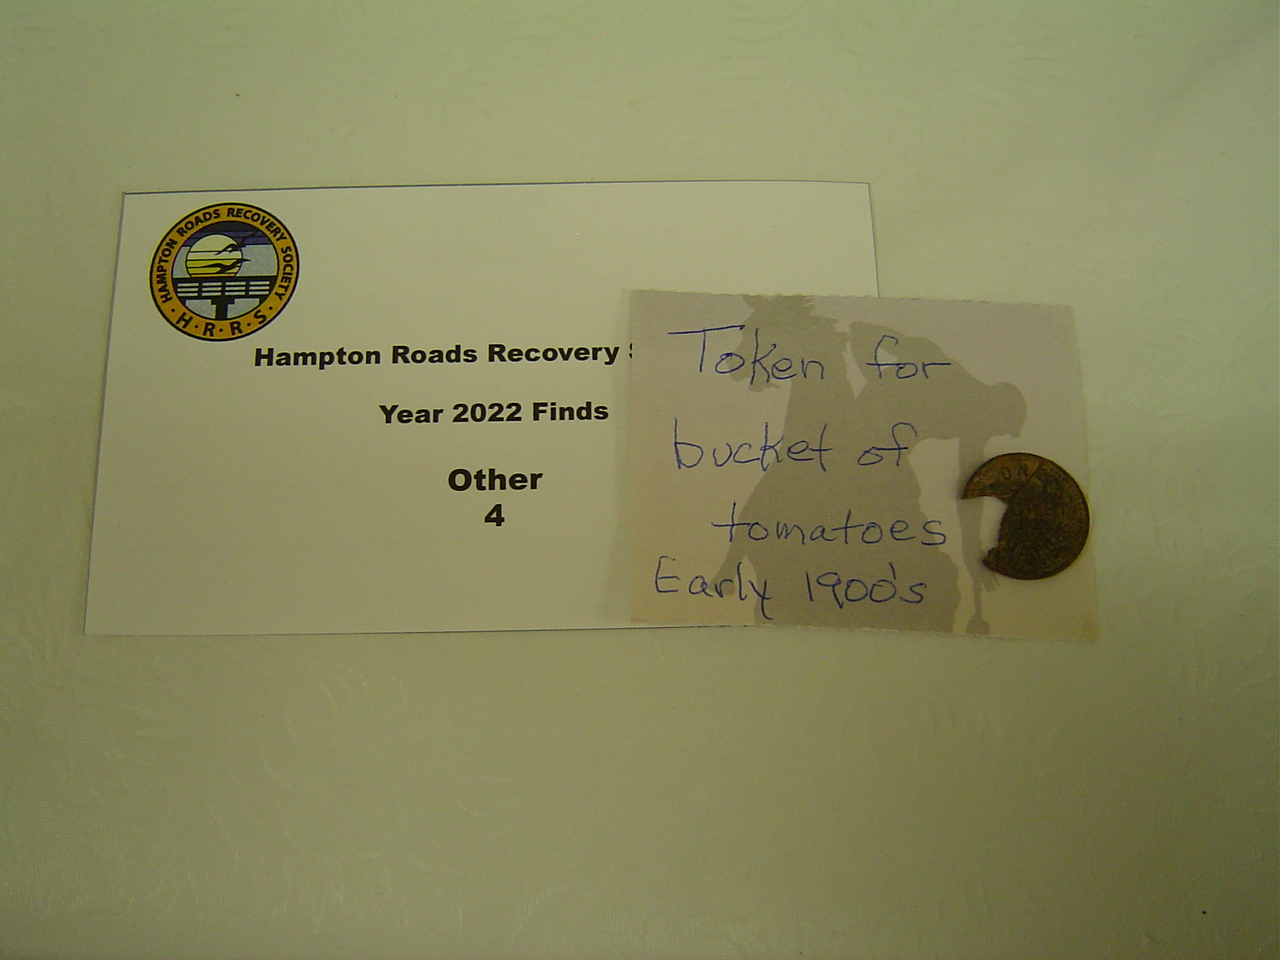 HAMPTON ROADS RECOVERY SOCIETY
· H · R · R · S ·
Hampton Roads Recovery
Year 2022 Finds
Other
4
Token for
bucket of
tomatoes
Early 1900's
ONE